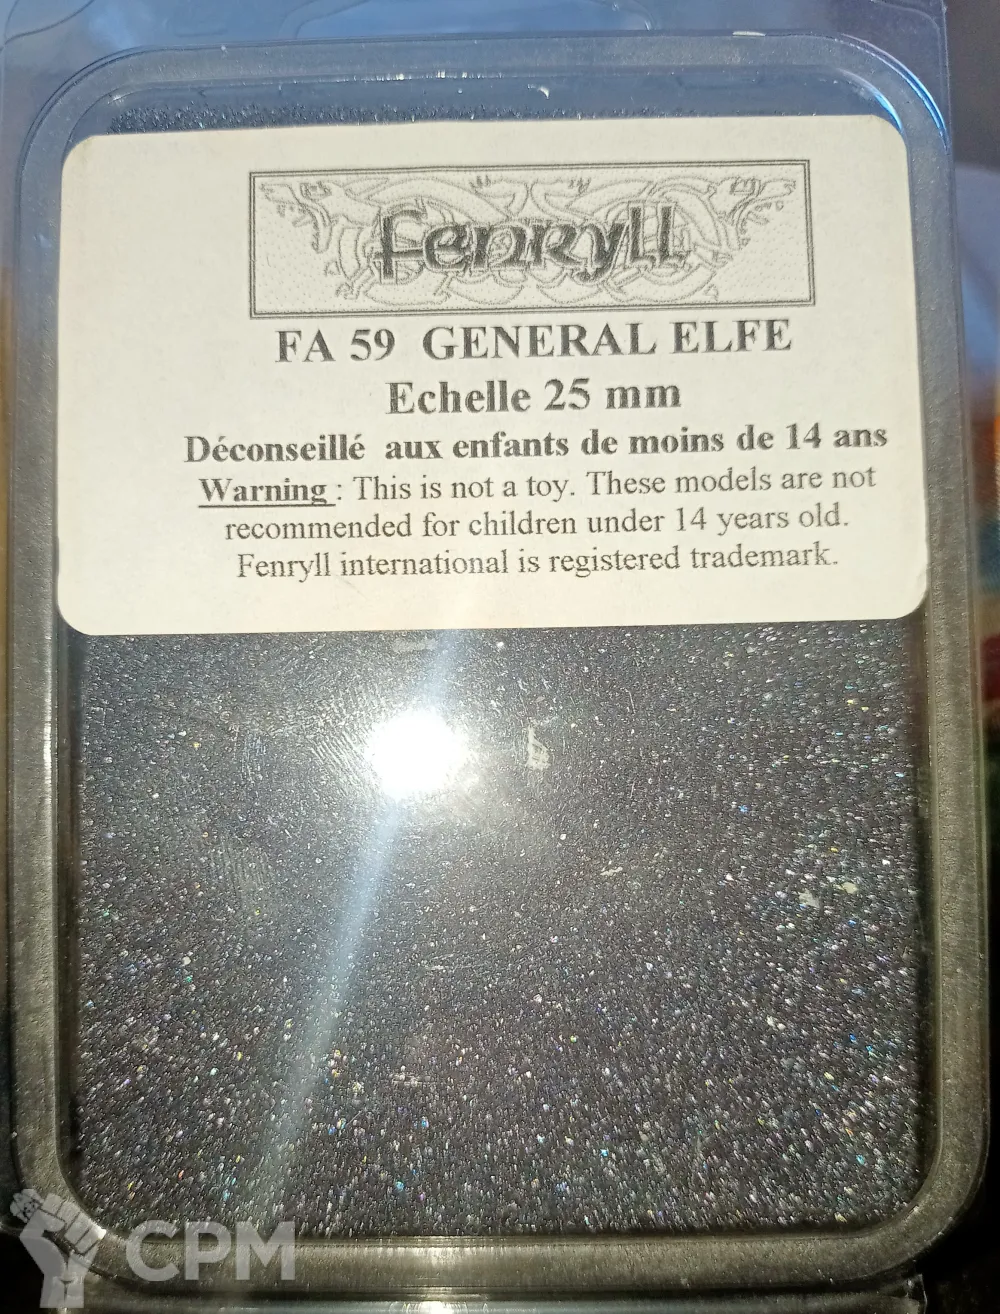 fenryll
FA 59 GENERAL ELFE
Echelle 25 mm
Déconseillé aux enfants de moins de 14 ans
Warning : This is not a toy. These models are not
recommended for children under 14 years old.
Fenryll international is registered trademark.
CPM